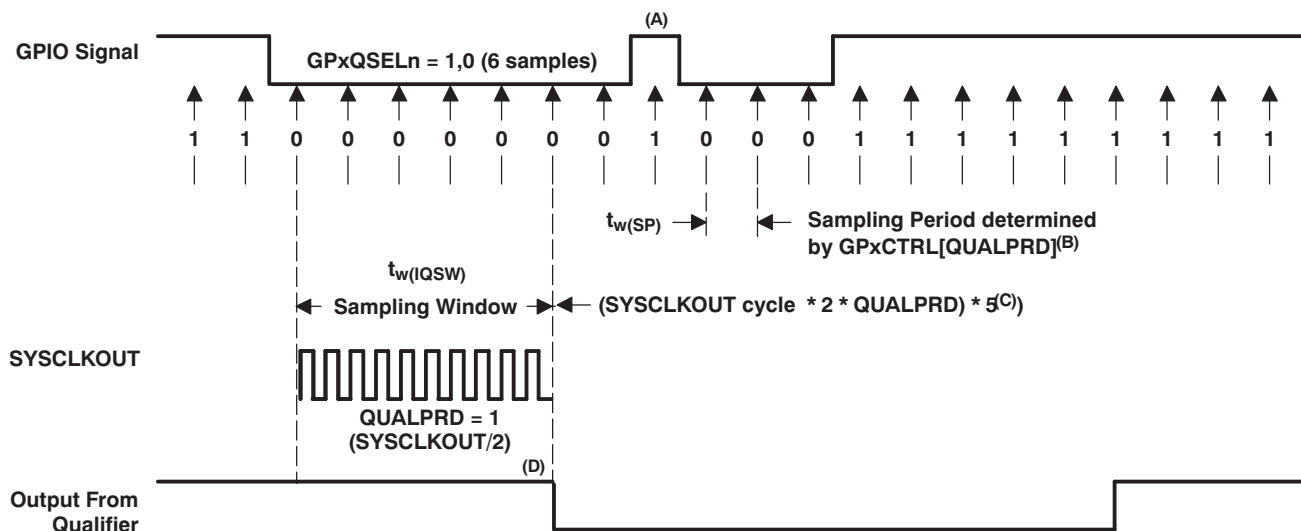 (A)
GPIO Signal
GPxQSELn = 1,0 (6 samples)
1 1 0 0 0 0 0 0 0 1 0 0 0 1 1 1 1 1 1 1 1 1
tw(SP)
Sampling Period determined
by GPxCTRL[QUALPRD](B)
tw(IQSW)
Sampling Window
(SYSCLKOUT cycle * 2 * QUALPRD) * 5(C))
SYSCLKOUT
QUALPRD = 1
(SYSCLKOUT/2)
(D)
Output From
Qualifier